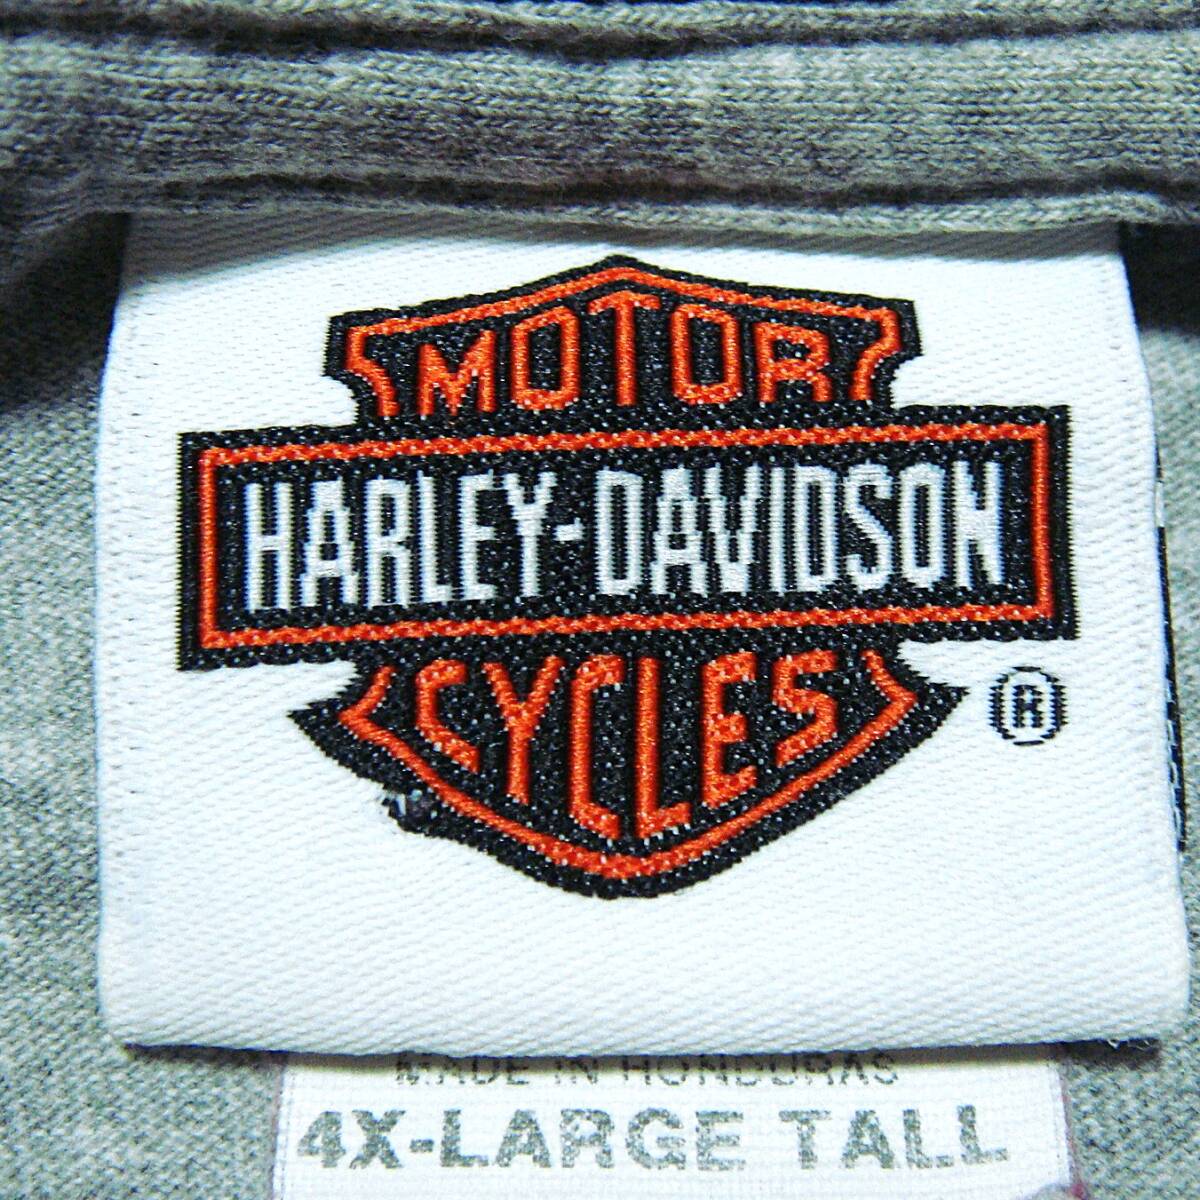 MOTOR
HARLEY-DAVIDSON
CYCLES
®
MADE IN HONDURAS
4X-LARGE TALL